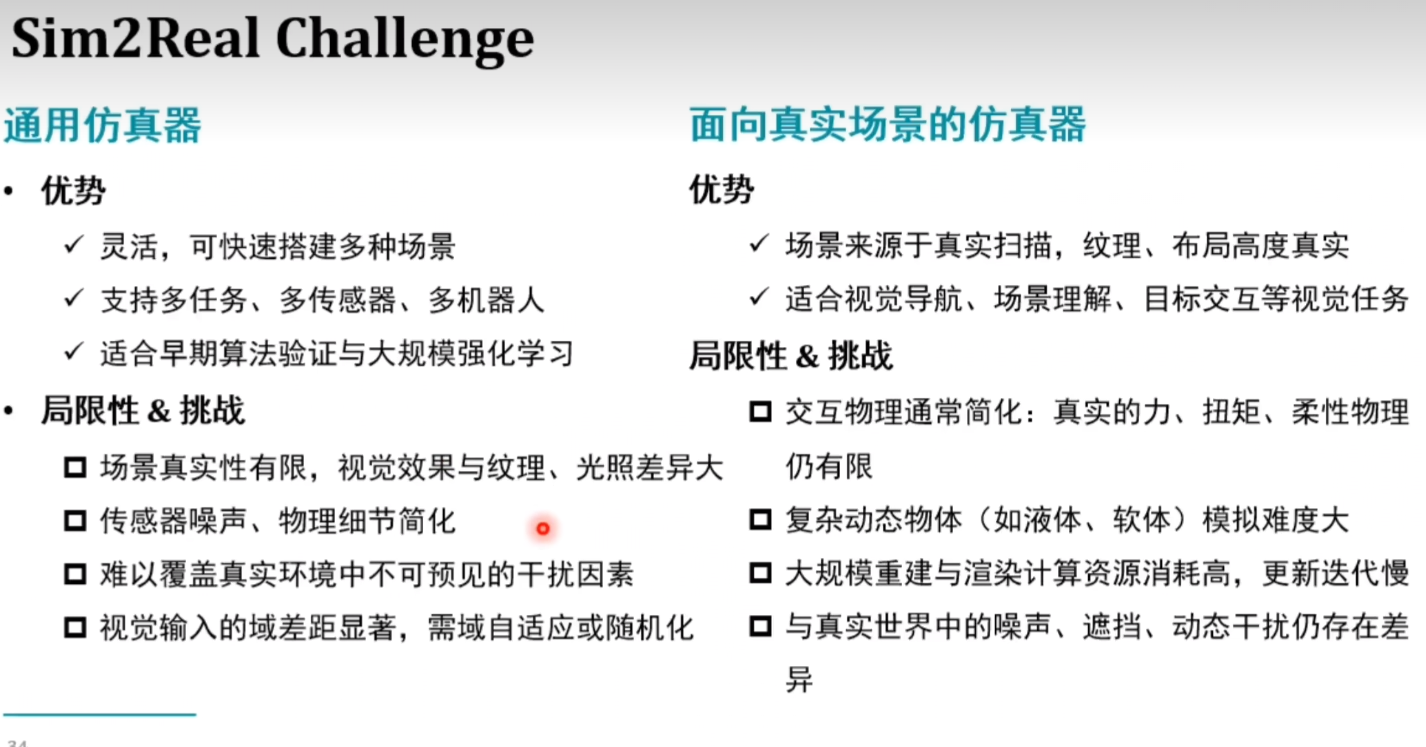 Sim2Real Challenge
通用仿真器
• 优势
✓ 灵活，可快速搭建多种场景
✓ 支持多任务、多传感器、多机器人
✓ 适合早期算法验证与大规模强化学习
• 局限性 & 挑战
场景真实性有限，视觉效果与纹理、光照差异大
传感器噪声、物理细节简化
难以覆盖真实环境中不可预见的干扰因素
视觉输入的域差距显著，需域自适应或随机化
面向真实场景的仿真器
优势
✓ 场景来源于真实扫描，纹理、布局高度真实
✓ 适合视觉导航、场景理解、目标交互等视觉任务
局限性 & 挑战
交互物理通常简化：真实的力、扭矩、柔性物理
仍有限
复杂动态物体（如液体、软体）模拟难度大
大规模重建与渲染计算资源消耗高，更新迭代慢
与真实世界中的噪声、遮挡、动态干扰仍存在差
异
34